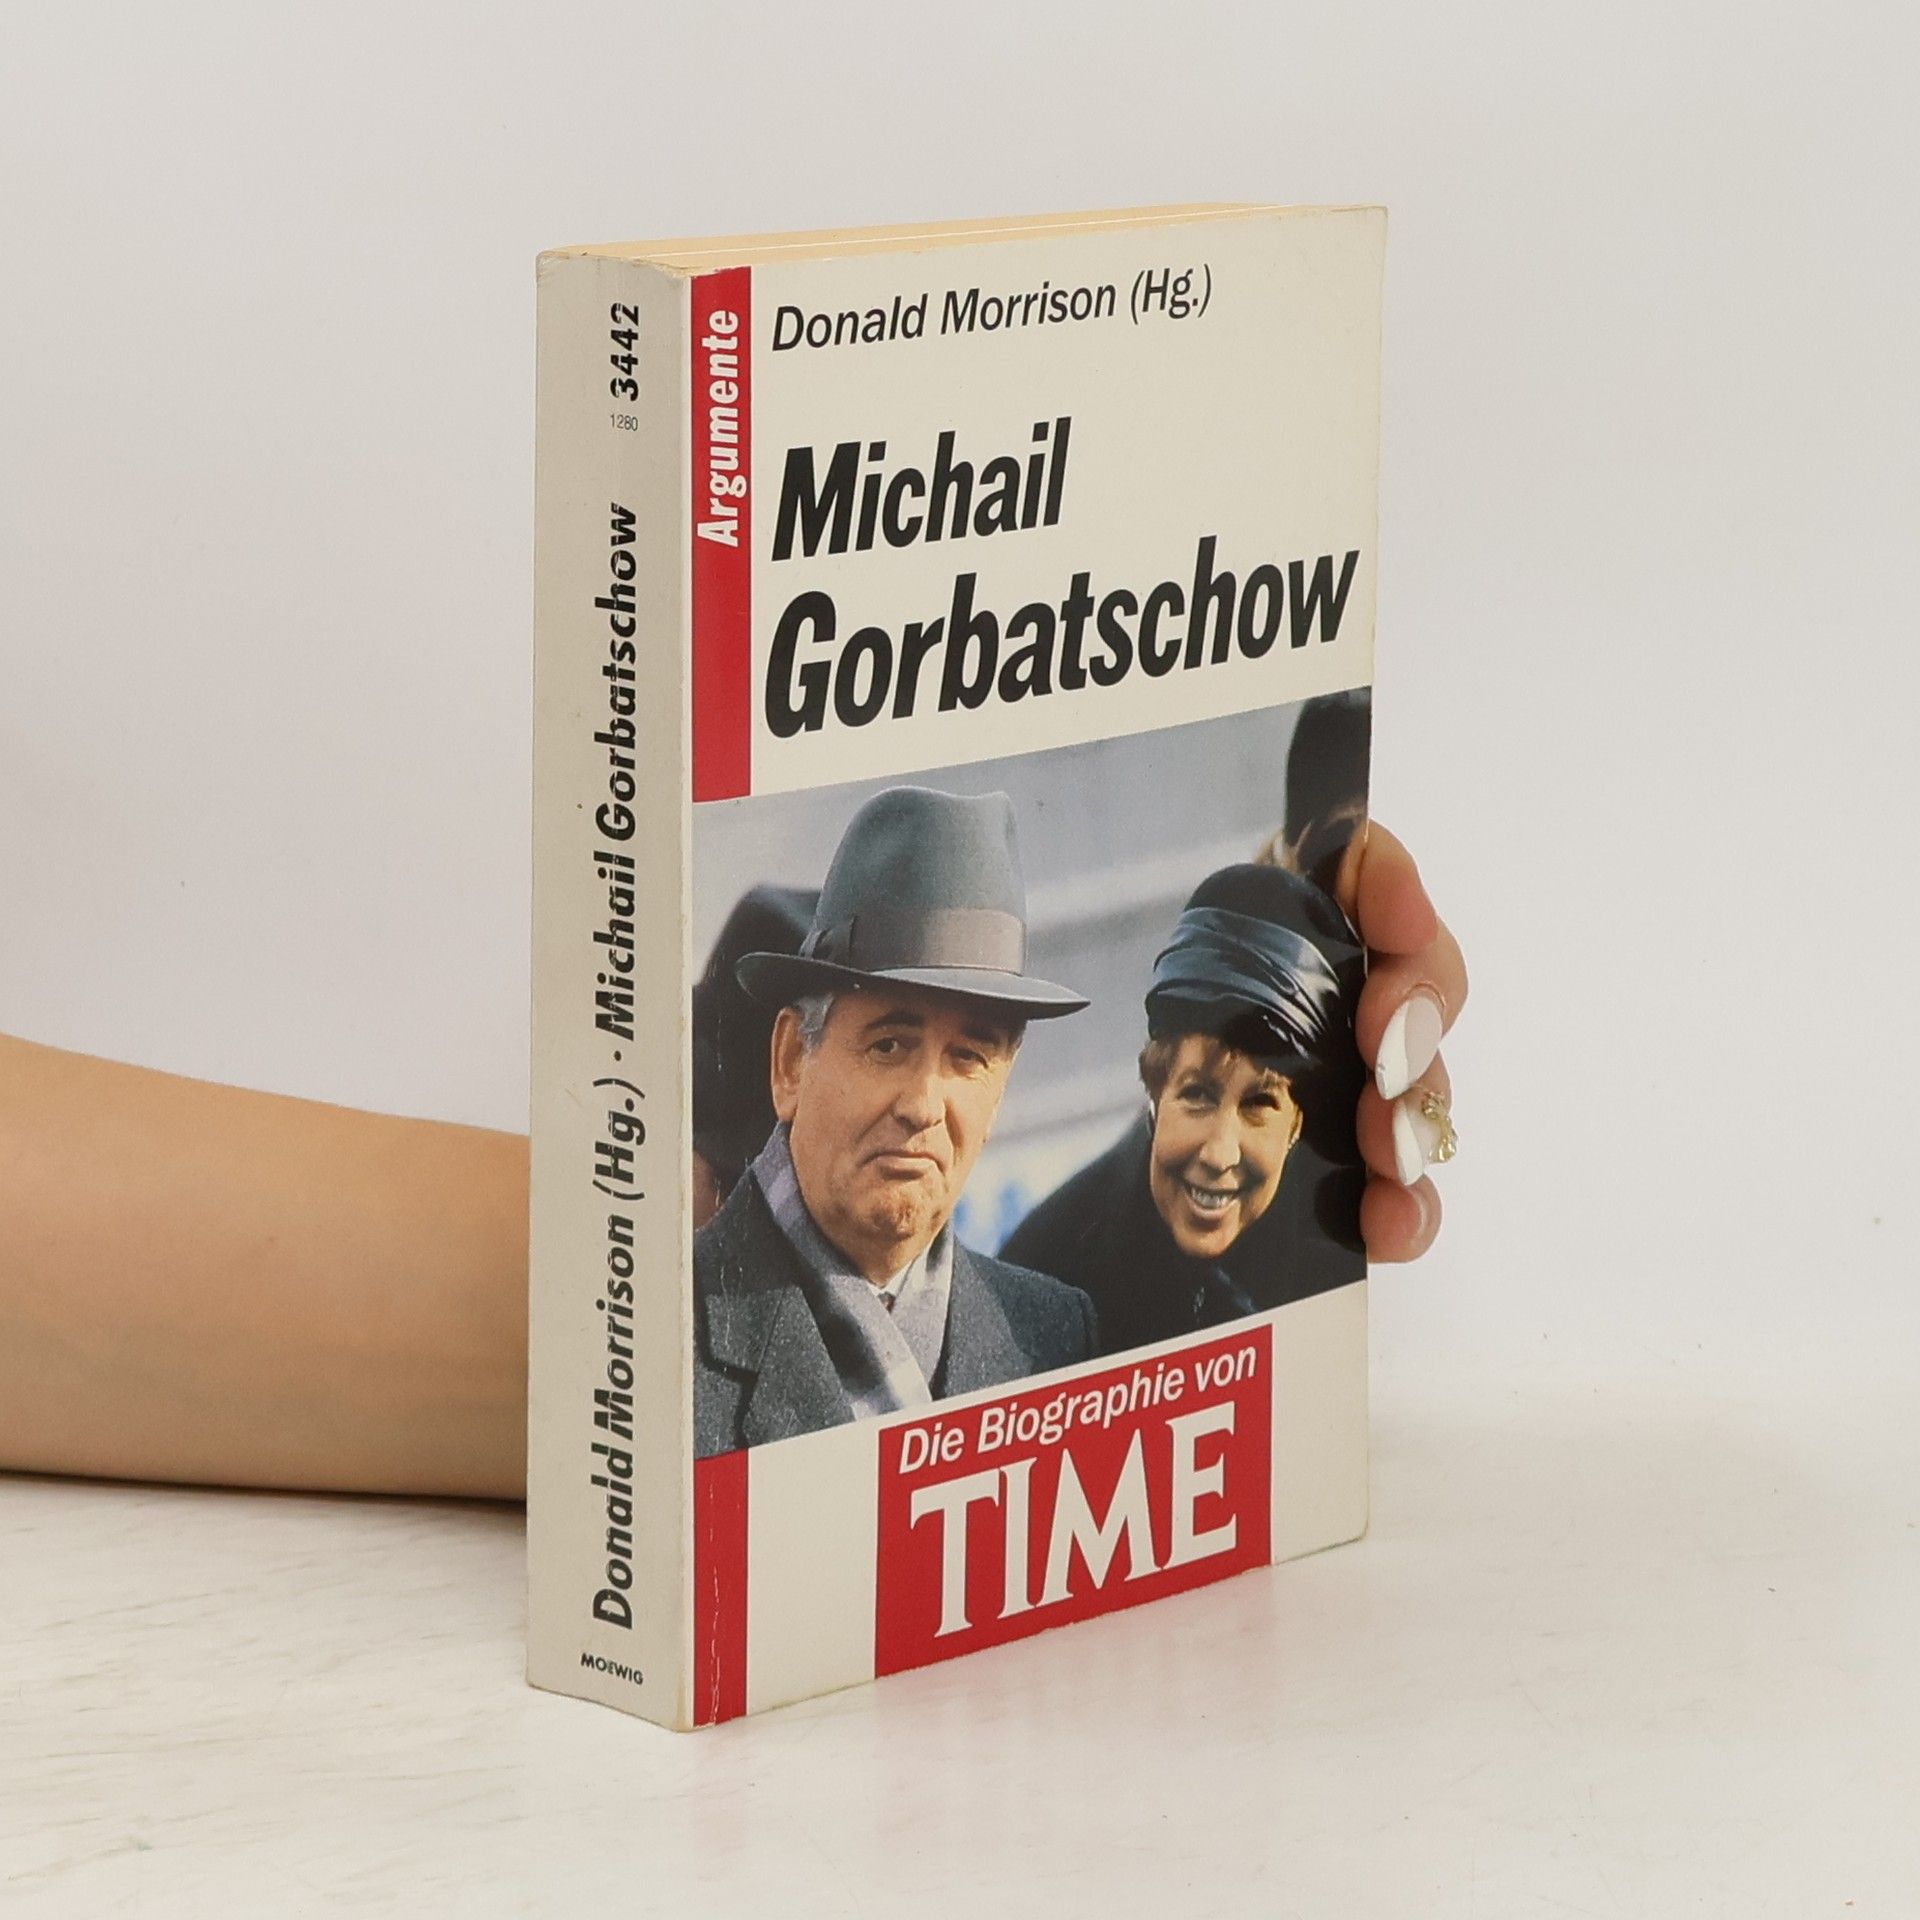 Donald Morrison (Hg.) · Michail Gorbatschow 1280 3442
MOEWIG
Argumente
Donald Morrison (Hg.)
Michail
Gorbatschow
Die Biographie von
TIME